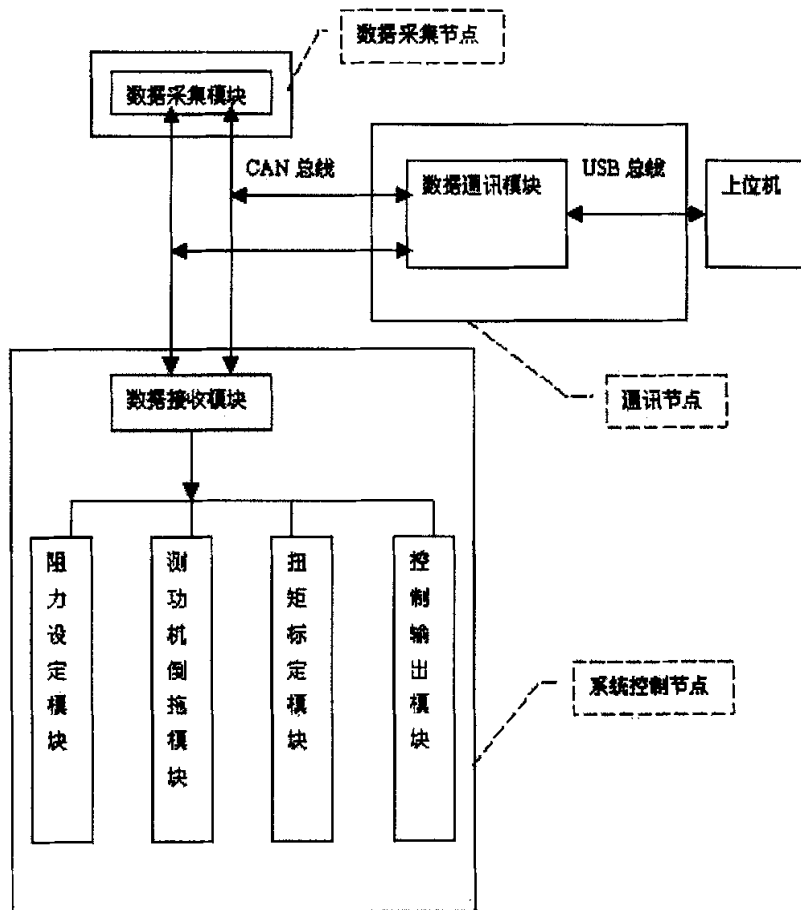 数据采集节点
数据采集模块
CAN 总线
数据通讯模块
USB 总线
上位机
数据接收模块
通讯节点
阻力设定模块
测功机倒拖模块
扭矩标定模块
控制输出模块
系统控制节点